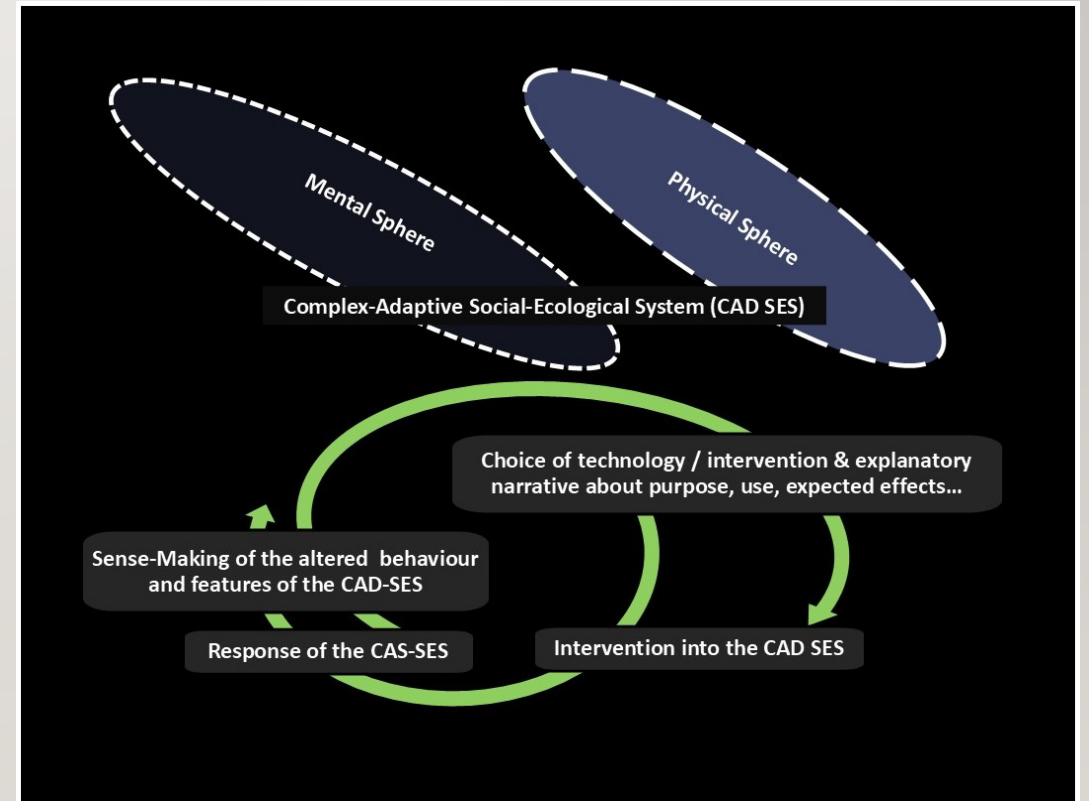 Mental Sphere
Physical Sphere
Complex-Adaptive Social-Ecological System (CAD SES)
Choice of technology / intervention & explanatory
narrative about purpose, use, expected effects…
Sense-Making of the altered behaviour
and features of the CAD-SES
Response of the CAS-SES
Intervention into the CAD SES